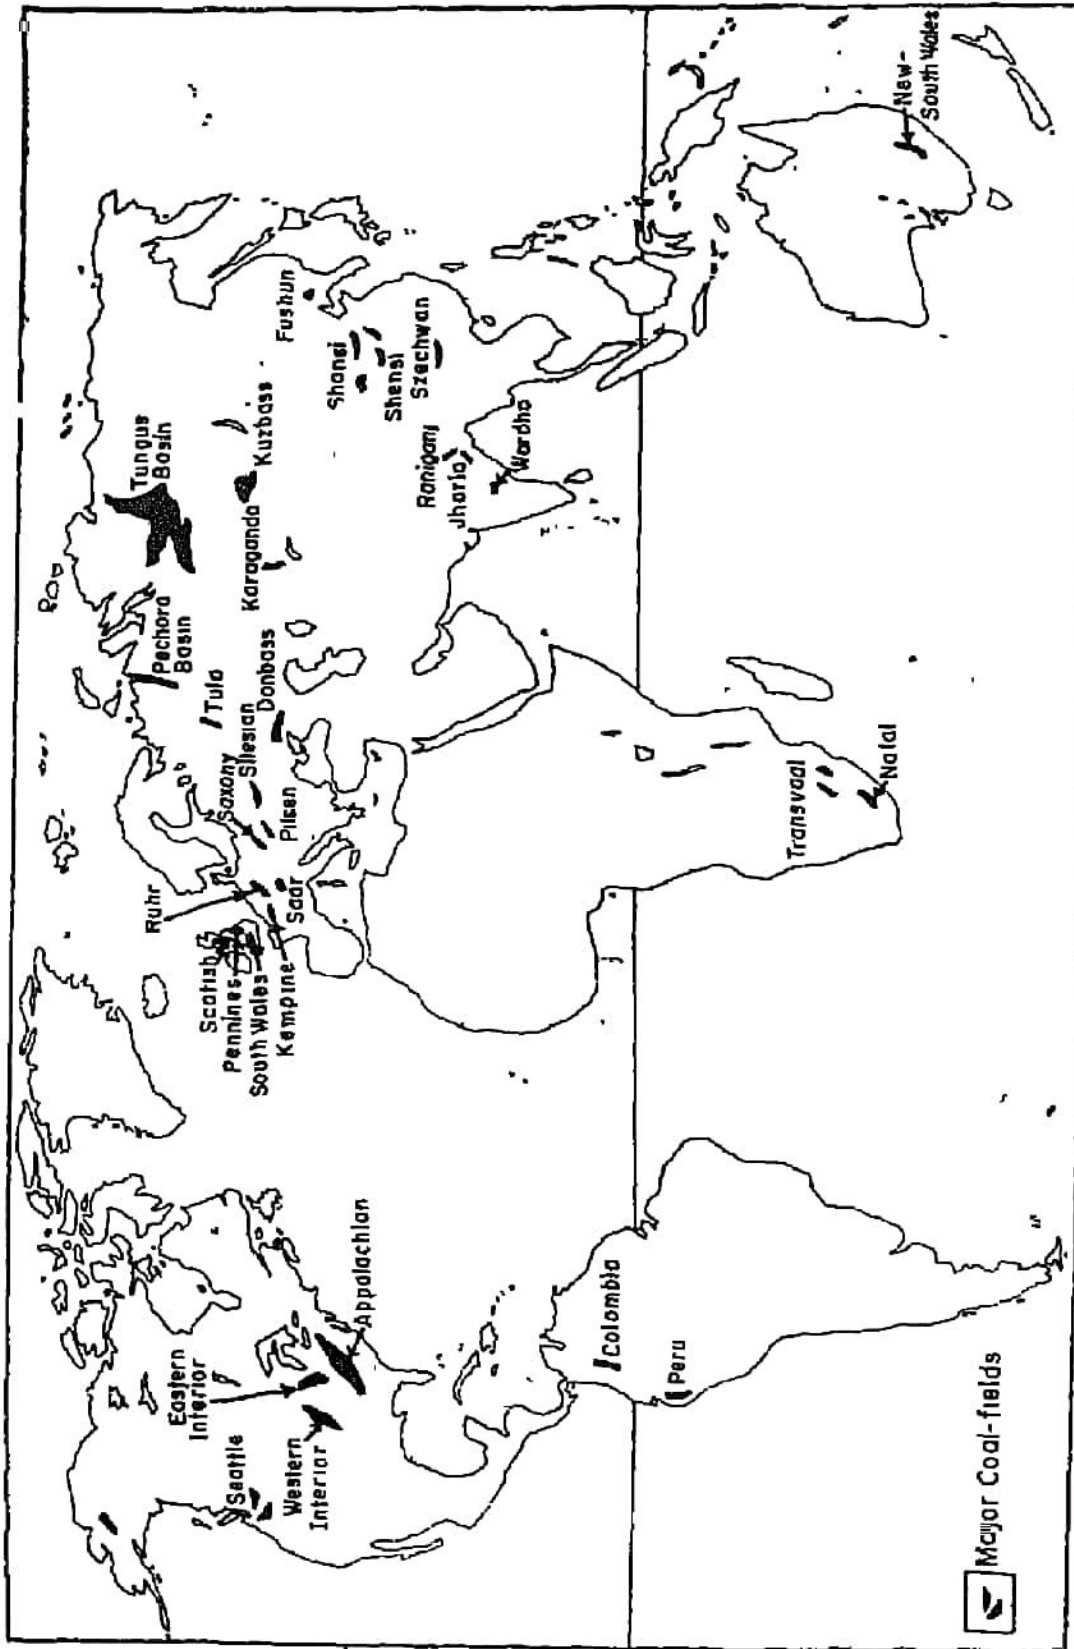 Seattle
Western
Interior
Eastern
Interior
Appalachian
Colombia
Peru
Scotish
Pennines
South Wales
Kempine
Ruhr
Saar
Saxony
Silesian
Pilsen
Donbass
Tula
Pechora
Basin
Tungus
Basin
Karaganda
Kuzbass
Fushun
Shansi
Shensi
Szechwan
Raniganj
Jharia
Wardha
Transvaal
Natal
New-
South Wales
Major Coal-fields